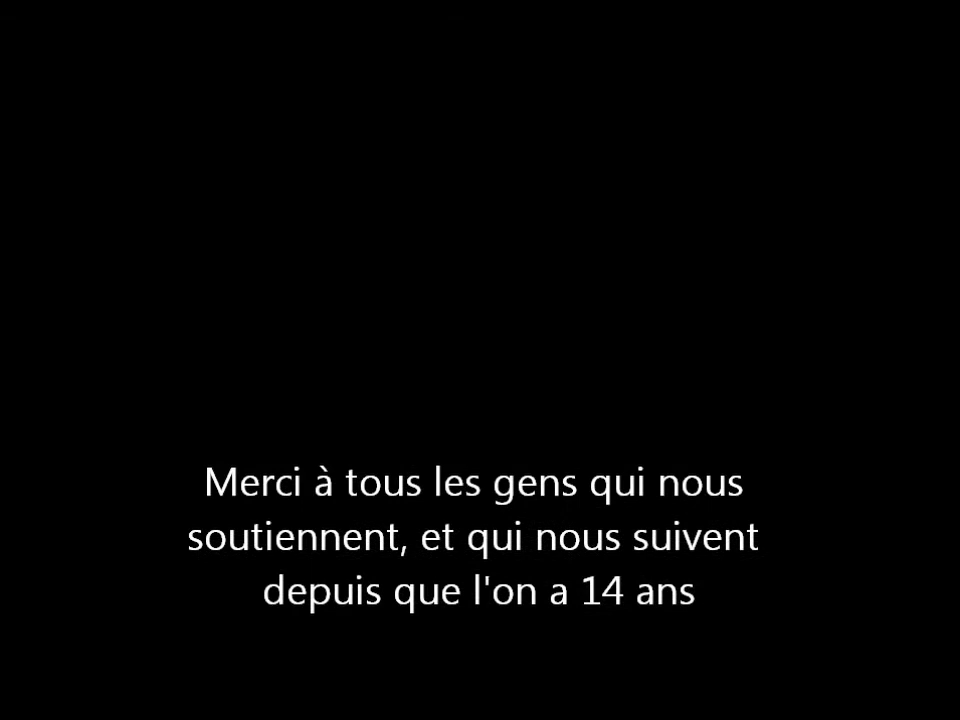 Merci à tous les gens qui nous
soutiennent, et qui nous suivent
depuis que l'on a 14 ans